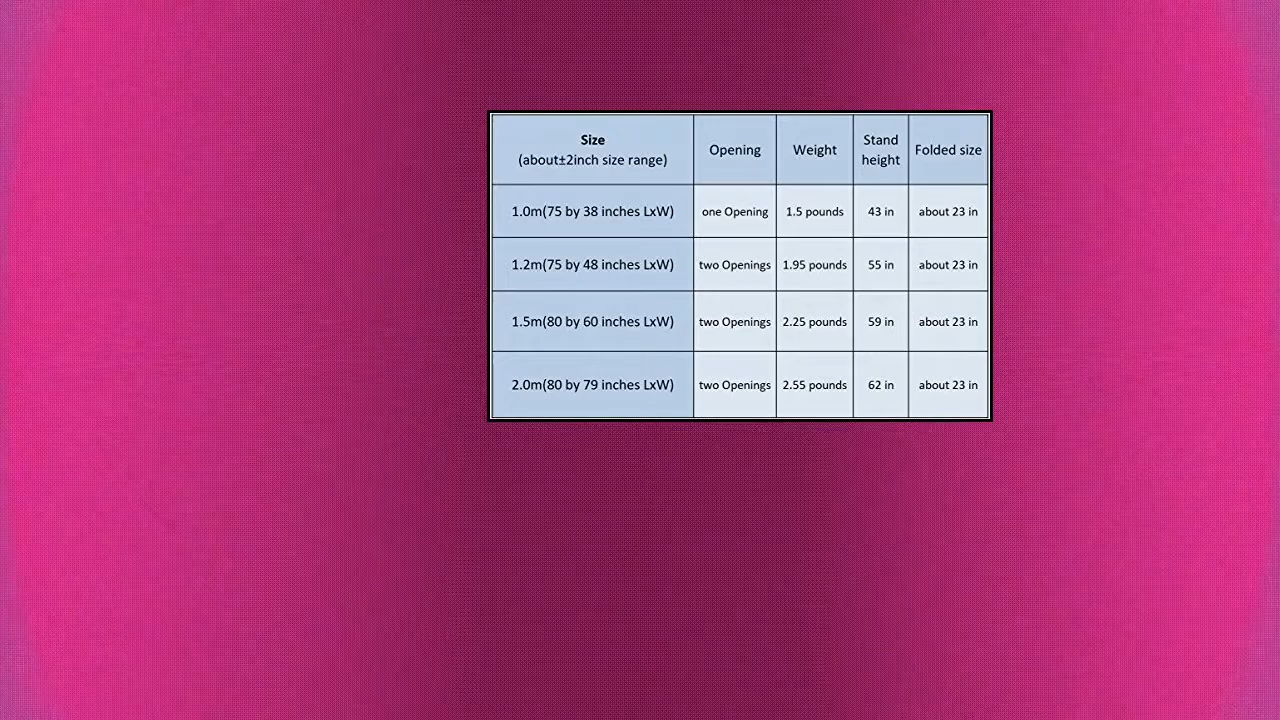 Size
(about±2inch size range)
Opening
Weight
Stand
height
Folded size
1.0m(75 by 38 inches LxW)
one Opening
1.5 pounds
43 in
about 23 in
1.2m(75 by 48 inches LxW)
two Openings
1.95 pounds
55 in
about 23 in
1.5m(80 by 60 inches LxW)
two Openings
2.25 pounds
59 in
about 23 in
2.0m(80 by 79 inches LxW)
two Openings
2.55 pounds
62 in
about 23 in